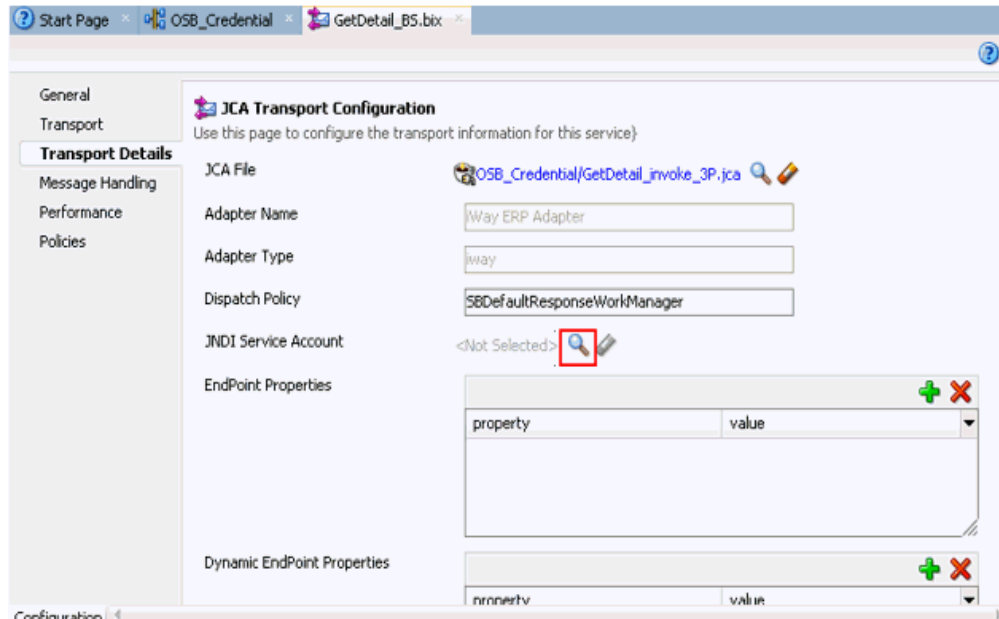 Start Page OSB_Credential GetDetail_BS.bix
General
Transport
Transport Details
Message Handling
Performance
Policies
JCA Transport Configuration
Use this page to configure the transport information for this service}
JCA File OSB_Credential/GetDetail_invoke_3P.jca
Adapter Name iWay ERP Adapter
Adapter Type iway
Dispatch Policy SBDefaultResponseWorkManager
JNDI Service Account <Not Selected>
EndPoint Properties
property value
Dynamic EndPoint Properties
property value
Configuration